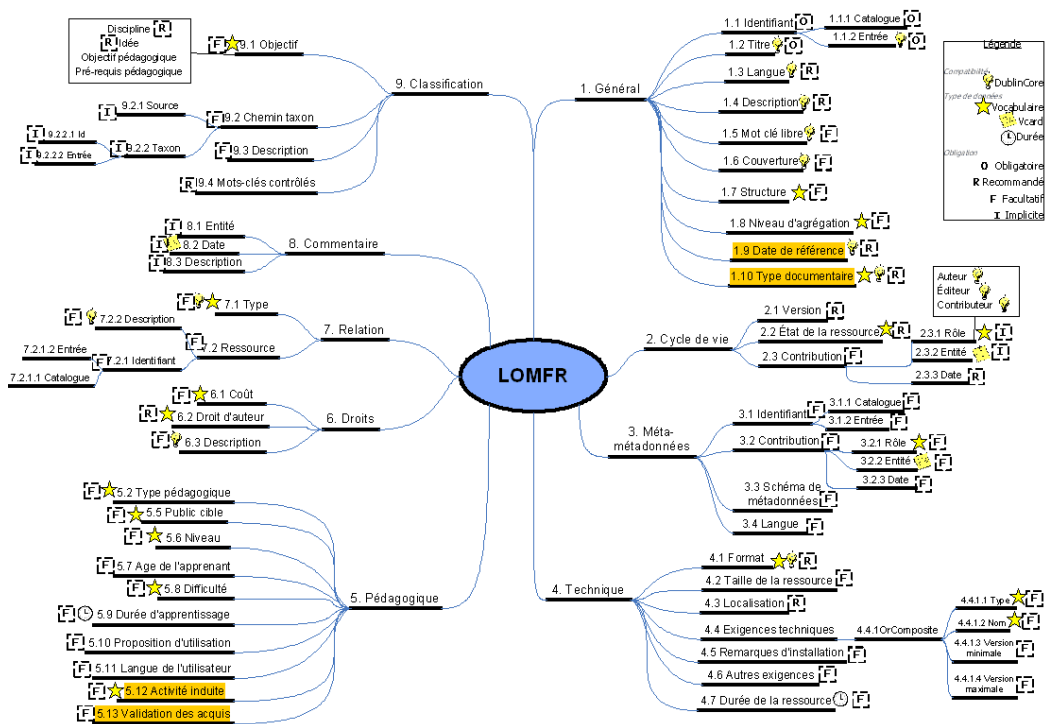 LOMFR
1. Général
1.1 Identifiant O
1.1.1 Catalogue O
1.1.2 Entrée O
1.2 Titre O
1.3 Langue R
1.4 Description R
1.5 Mot clé libre F
1.6 Couverture F
1.7 Structure F
1.8 Niveau d'agrégation F
1.9 Date de référence R
1.10 Type documentaire R
Légende
Compatibilité
DublinCore
Type de données
Vocabulaire
Vcard
Durée
Obligation
O Obligatoire
R Recommandé
F Facultatif
I Implicite
2. Cycle de vie
2.1 Version R
2.2 État de la ressource R
2.3 Contribution F
Auteur
Éditeur
Contributeur
2.3.1 Rôle I
2.3.2 Entité I
2.3.3 Date R
3. Méta-
métadonnées
3.1 Identifiant F
3.1.1 Catalogue F
3.1.2 Entrée F
3.2 Contribution F
3.2.1 Rôle F
3.2.2 Entité F
3.2.3 Date F
3.3 Schéma de
métadonnées F
3.4 Langue F
4. Technique
4.1 Format R
4.2 Taille de la ressource F
4.3 Localisation R
4.4 Exigences techniques
4.4.1OrComposite
4.4.1.1 Type F
4.4.1.2 Nom F
4.4.1.3 Version
minimale F
4.4.1.4 Version
maximale F
4.5 Remarques d'installation F
4.6 Autres exigences F
4.7 Durée de la ressource F
5. Pédagogique
F 5.2 Type pédagogique
F 5.5 Public cible
F 5.6 Niveau
F 5.7 Age de l'apprenant
F 5.8 Difficulté
F 5.9 Durée d'apprentissage
F 5.10 Proposition d'utilisation
F 5.11 Langue de l'utilisateur
F 5.12 Activité induite
F 5.13 Validation des acquis
6. Droits
F 6.1 Coût
R 6.2 Droit d'auteur
F 6.3 Description
7. Relation
F 7.1 Type
F 7.2 Ressource
F 7.2.2 Description
F 7.2.1 Identifiant
7.2.1.2 Entrée
7.2.1.1 Catalogue
8. Commentaire
I 8.1 Entité
I 8.2 Date
I 8.3 Description
9. Classification
F 9.1 Objectif
Discipline R
R Idée
Objectif pédagogique
Pré-requis pédagogique
F 9.2 Chemin taxon
I 9.2.1 Source
I 9.2.2 Taxon
I 9.2.2.1 Id
I 9.2.2.2 Entrée
F 9.3 Description
R 9.4 Mots-clés contrôlés